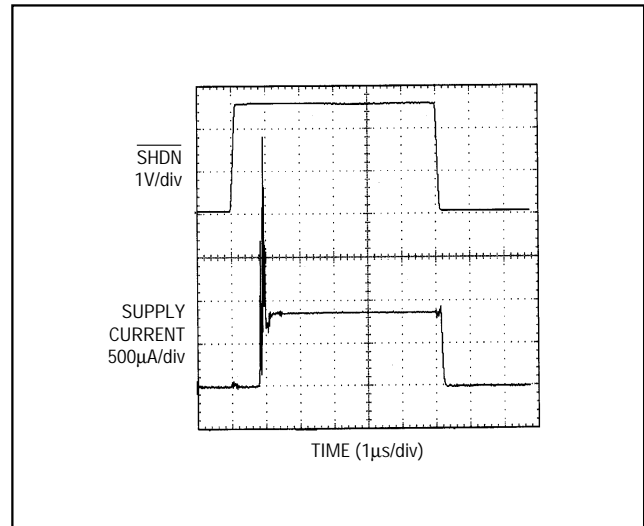 SHDN
1V/div
SUPPLY
CURRENT
500µA/div
TIME (1µs/div)